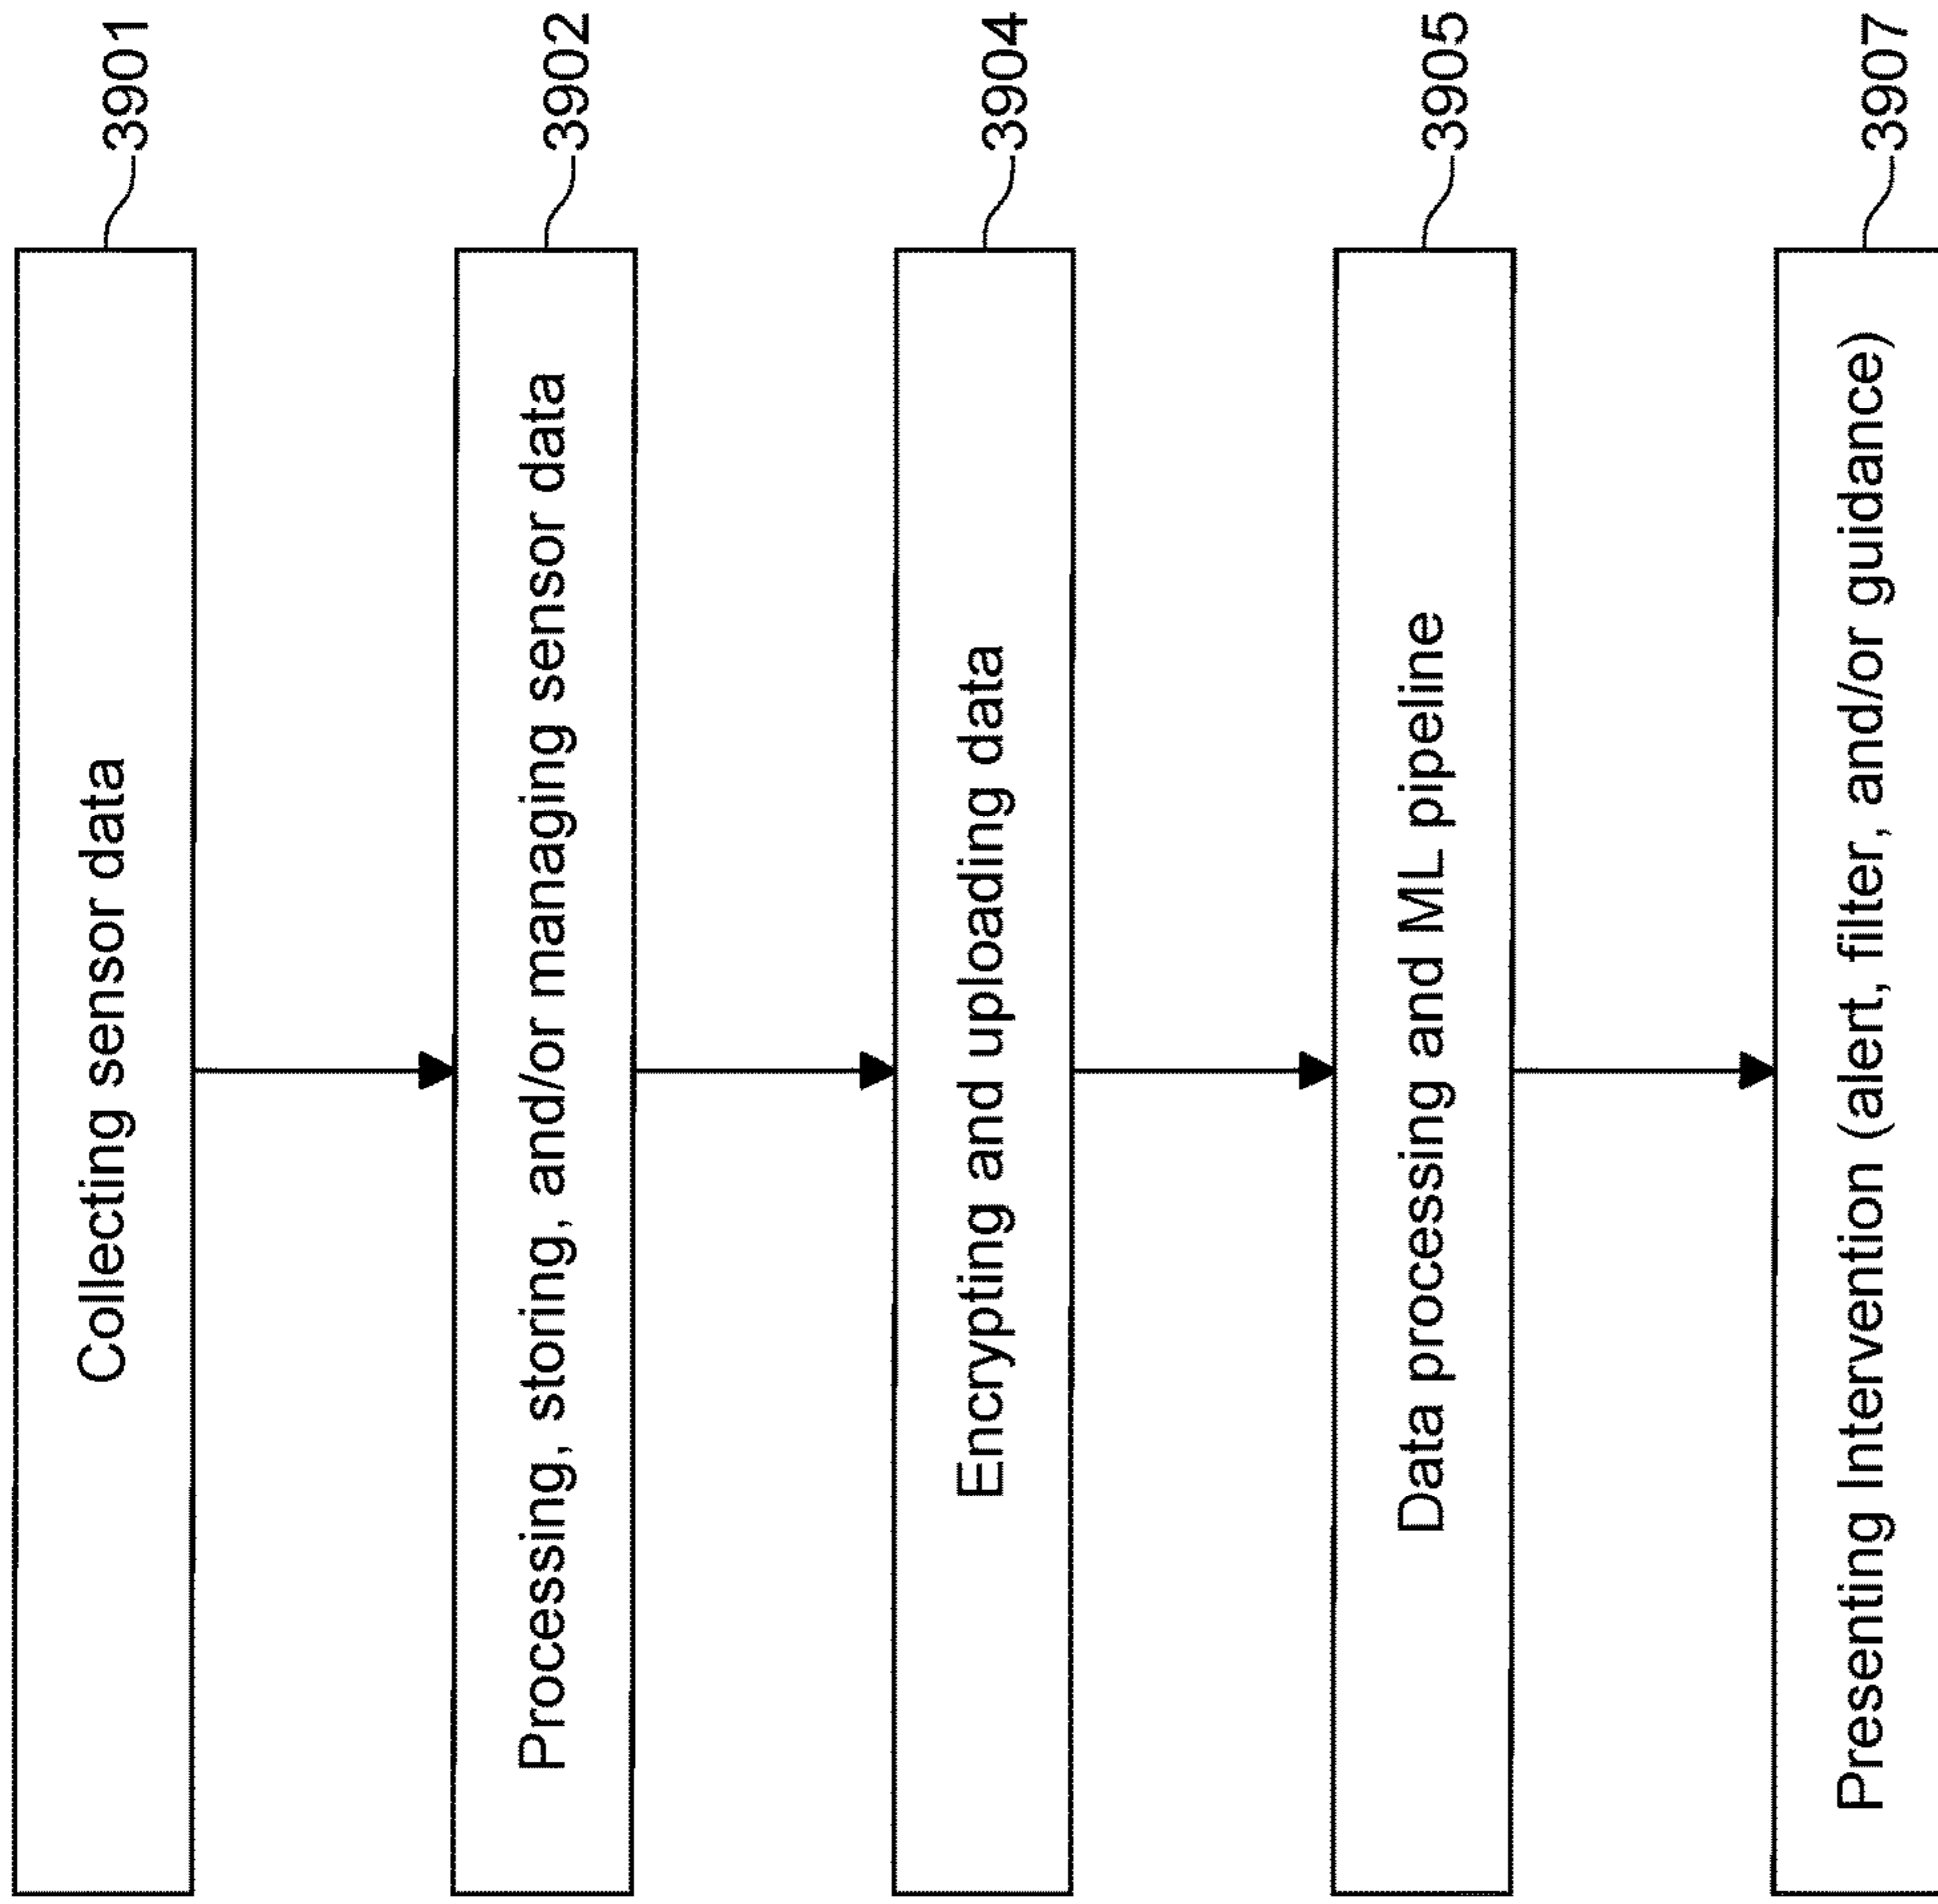 Collecting sensor data
3901
Processing, storing, and/or managing sensor data
3902
Encrypting and uploading data
3904
Data processing and ML pipeline
3905
Presenting Intervention (alert, filter, and/or guidance)
3907